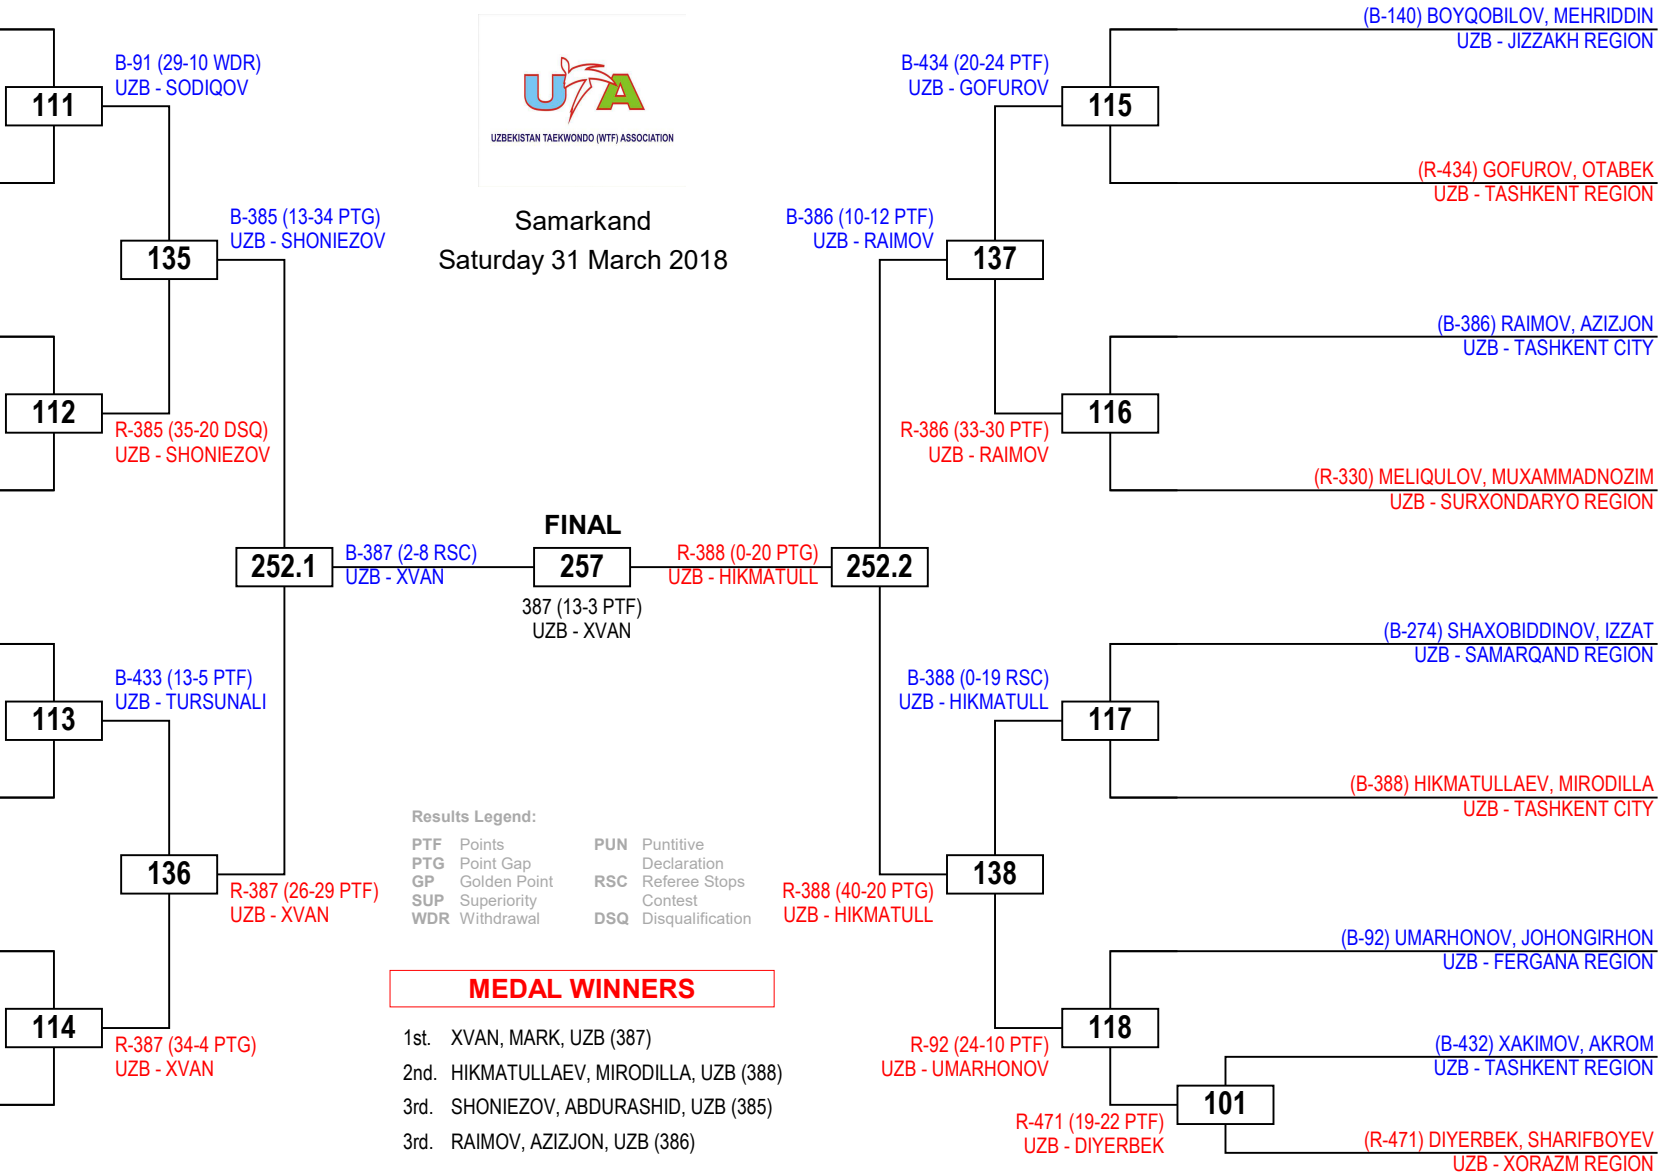 (B-140) BOYQOBILOV, MEHRIDDIN
UZB - JIZZAKH REGION
B-91 (29-10 WDR)
UZB - SODIQOV
111
UTA
UZBEKISTAN TAEKWONDO (WTF) ASSOCIATION
B-434 (20-24 PTF)
UZB - GOFUROV
115
(R-434) GOFUROV, OTABEK
UZB - TASHKENT REGION
B-385 (13-34 PTG)
UZB - SHONIEZOV
135
Samarkand
Saturday 31 March 2018
B-386 (10-12 PTF)
UZB - RAIMOV
137
(B-386) RAIMOV, AZIZJON
UZB - TASHKENT CITY
112
R-385 (35-20 DSQ)
UZB - SHONIEZOV
116
R-386 (33-30 PTF)
UZB - RAIMOV
(R-330) MELIQULOV, MUXAMMADNOZIM
UZB - SURXONDARYO REGION
252.1
B-387 (2-8 RSC)
UZB - XVAN
FINAL
257
387 (13-3 PTF)
UZB - XVAN
R-388 (0-20 PTG)
UZB - HIKMATULL
252.2
(B-274) SHAXOBIDDINOV, IZZAT
UZB - SAMARQAND REGION
B-433 (13-5 PTF)
UZB - TURSUNALI
113
B-388 (0-19 RSC)
UZB - HIKMATULL
117
(B-388) HIKMATULLAEV, MIRODILLA
UZB - TASHKENT CITY
136
R-387 (26-29 PTF)
UZB - XVAN
Results Legend:
PTF Points
PTG Point Gap
GP Golden Point
SUP Superiority
WDR Withdrawal
PUN Puntitive
Declaration
RSC Referee Stops
Contest
DSQ Disqualification
138
R-388 (40-20 PTG)
UZB - HIKMATULL
(B-92) UMARHONOV, JOHONGIRHON
UZB - FERGANA REGION
114
R-387 (34-4 PTG)
UZB - XVAN
MEDAL WINNERS
1st. XVAN, MARK, UZB (387)
2nd. HIKMATULLAEV, MIRODILLA, UZB (388)
3rd. SHONIEZOV, ABDURASHID, UZB (385)
3rd. RAIMOV, AZIZJON, UZB (386)
118
R-92 (24-10 PTF)
UZB - UMARHONOV
(B-432) XAKIMOV, AKROM
UZB - TASHKENT REGION
101
R-471 (19-22 PTF)
UZB - DIYERBEK
(R-471) DIYERBEK, SHARIFBOYEV
UZB - XORAZM REGION